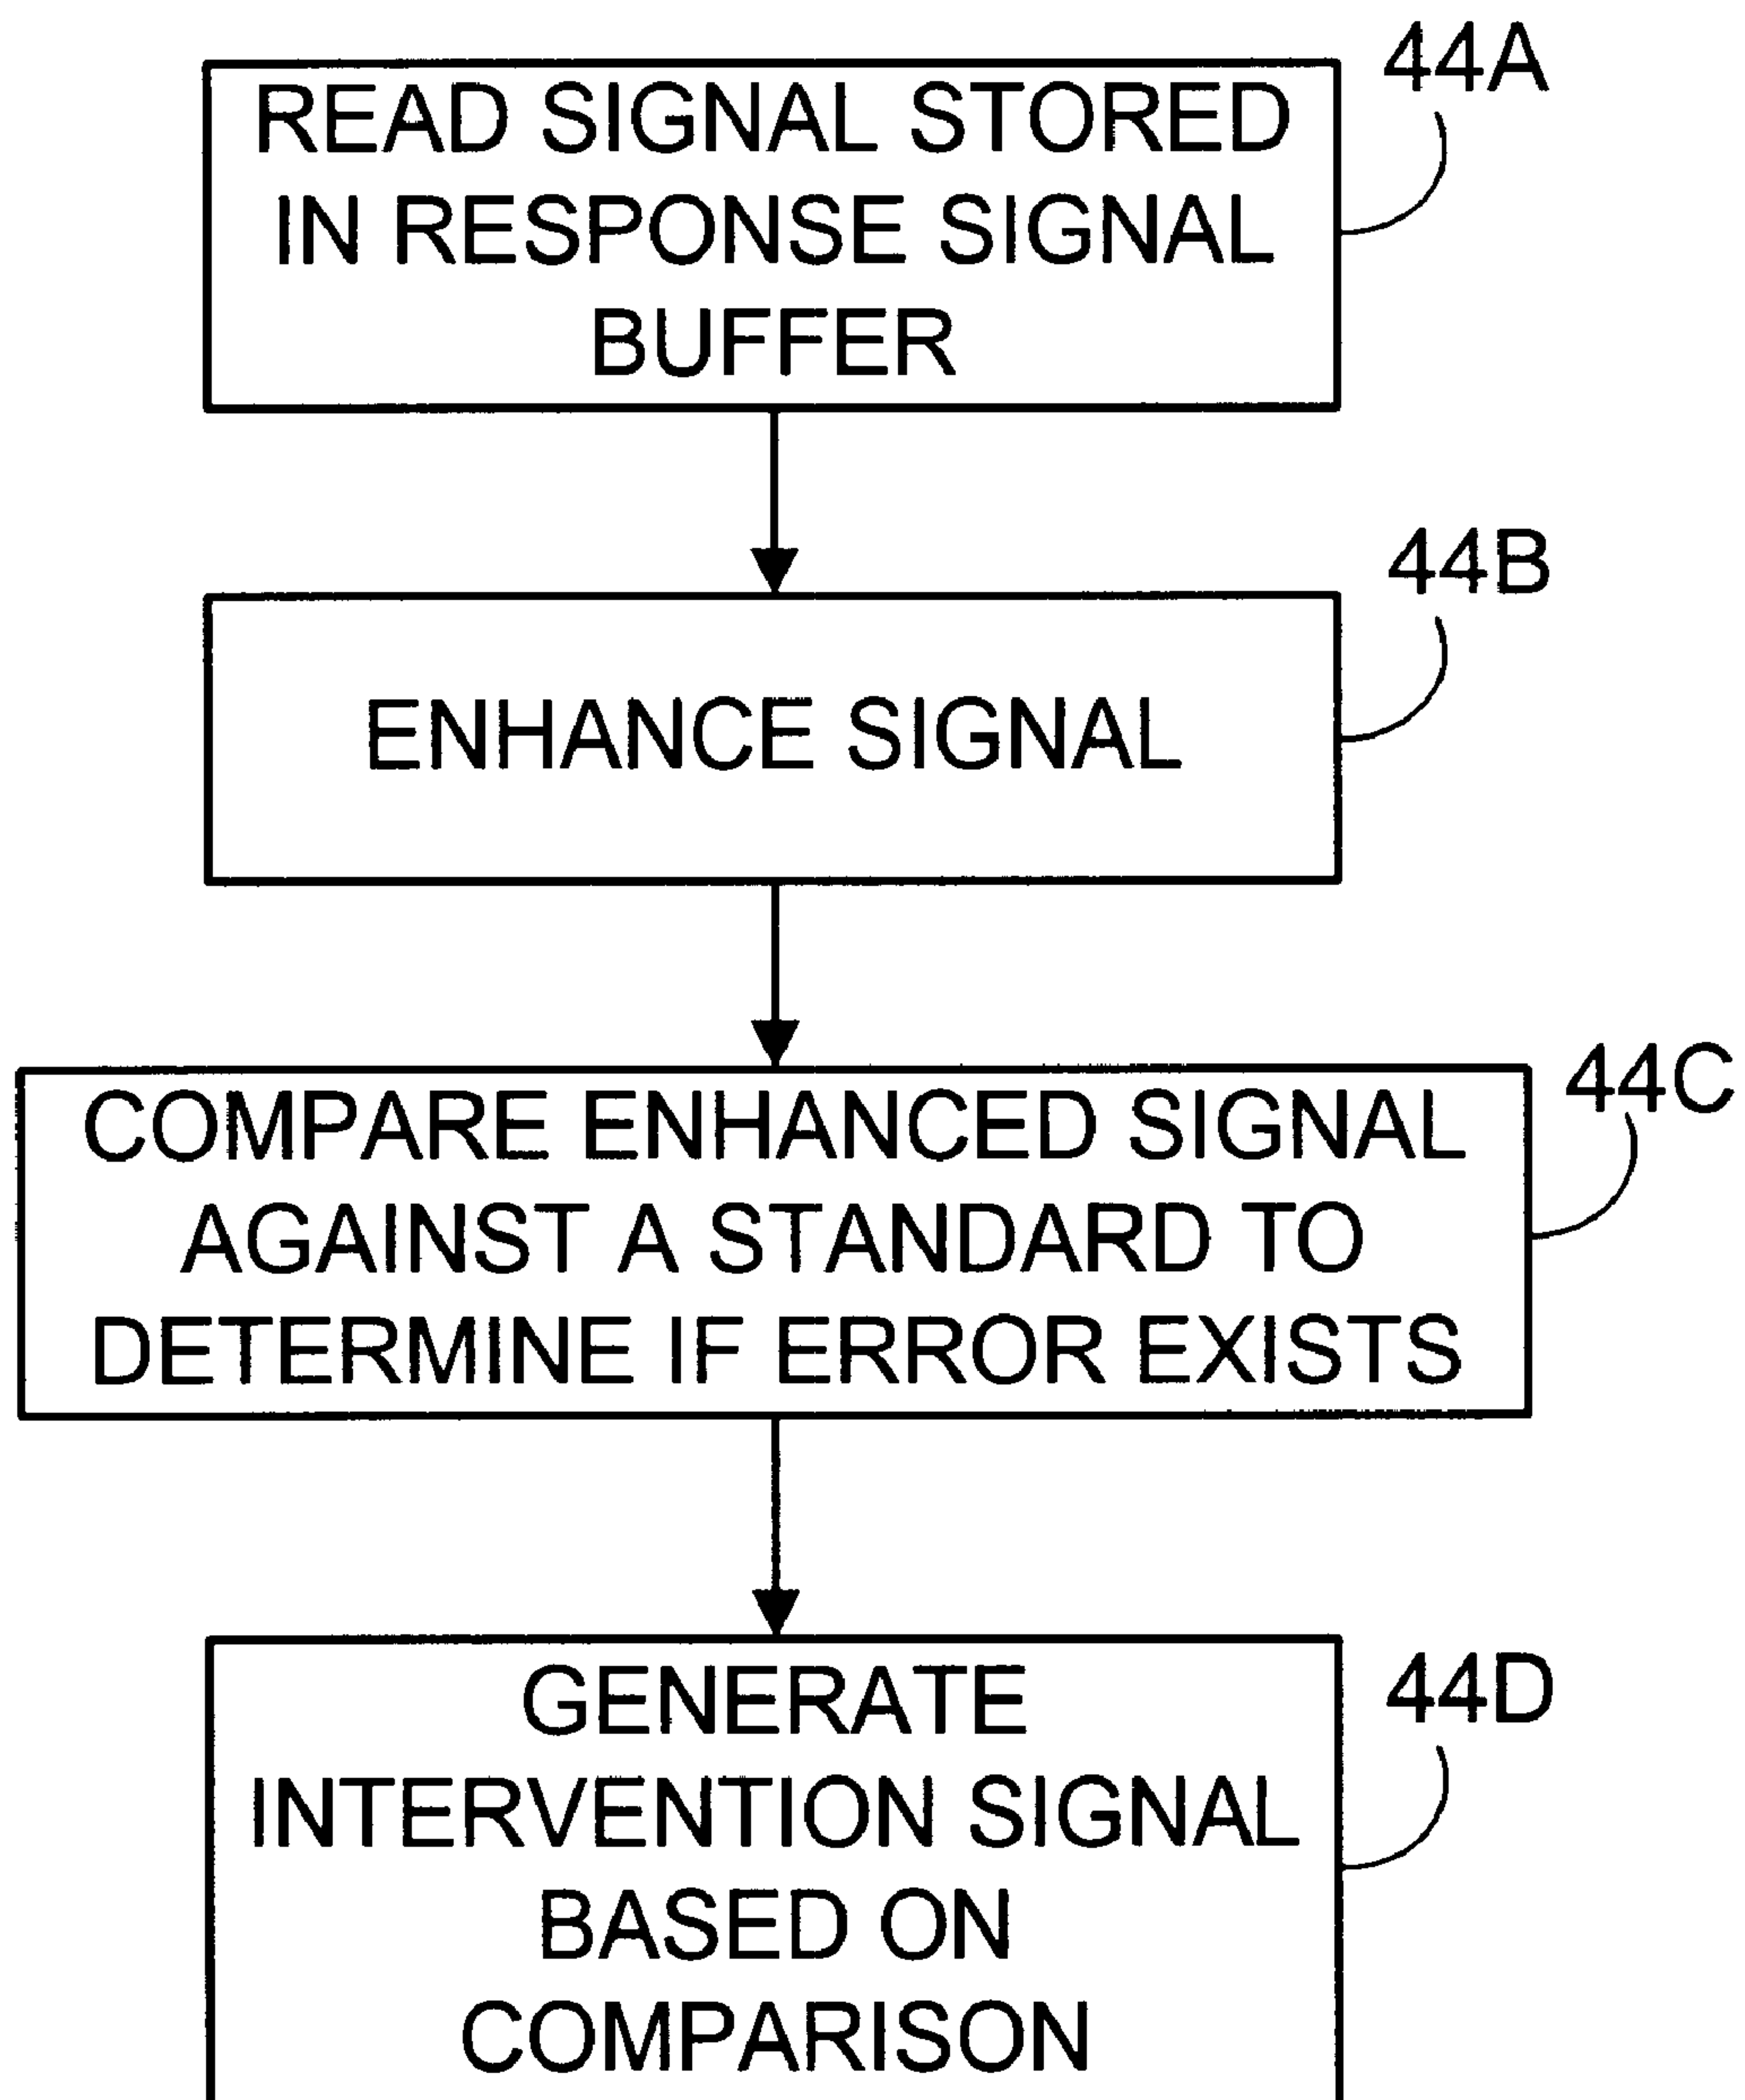 44A
READ SIGNAL STORED
IN RESPONSE SIGNAL
BUFFER
44B
ENHANCE SIGNAL
44C
COMPARE ENHANCED SIGNAL
AGAINST A STANDARD TO
DETERMINE IF ERROR EXISTS
44D
GENERATE
INTERVENTION SIGNAL
BASED ON
COMPARISON